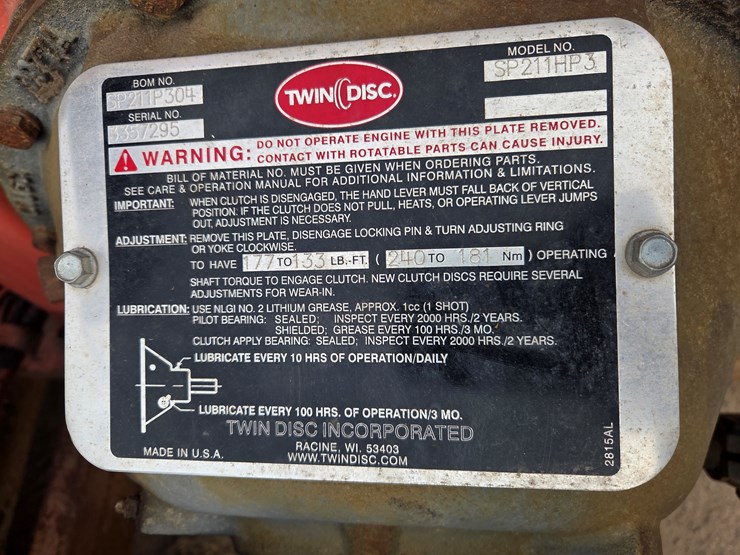 BOM NO.
SP211P304
SERIAL NO.
3357295
TWIN DISC.
MODEL NO.
SP211HP3
WARNING: DO NOT OPERATE ENGINE WITH THIS PLATE REMOVED.
CONTACT WITH ROTATABLE PARTS CAN CAUSE INJURY.
BILL OF MATERIAL NO. MUST BE GIVEN WHEN ORDERING PARTS.
SEE CARE & OPERATION MANUAL FOR ADDITIONAL INFORMATION & LIMITATIONS.
IMPORTANT: WHEN CLUTCH IS DISENGAGED, THE HAND LEVER MUST FALL BACK OF VERTICAL
POSITION. IF THE CLUTCH DOES NOT PULL, HEATS, OR OPERATING LEVER JUMPS
OUT, ADJUSTMENT IS NECESSARY.
ADJUSTMENT: REMOVE THIS PLATE, DISENGAGE LOCKING PIN & TURN ADJUSTING RING
OR YOKE CLOCKWISE.
TO HAVE 177 TO 133 LB.-FT. ( 240 TO 181 Nm ) OPERATING
SHAFT TORQUE TO ENGAGE CLUTCH. NEW CLUTCH DISCS REQUIRE SEVERAL
ADJUSTMENTS FOR WEAR-IN.
LUBRICATION: USE NLGI NO. 2 LITHIUM GREASE, APPROX. 1cc (1 SHOT)
PILOT BEARING: SEALED; INSPECT EVERY 2000 HRS./2 YEARS.
SHIELDED; GREASE EVERY 100 HRS./3 MO.
CLUTCH APPLY BEARING: SEALED; INSPECT EVERY 2000 HRS./2 YEARS.
LUBRICATE EVERY 10 HRS OF OPERATION/DAILY
LUBRICATE EVERY 100 HRS. OF OPERATION/3 MO.
TWIN DISC INCORPORATED
RACINE, WI. 53403
WWW.TWINDISC.COM
MADE IN U.S.A.
2815AL